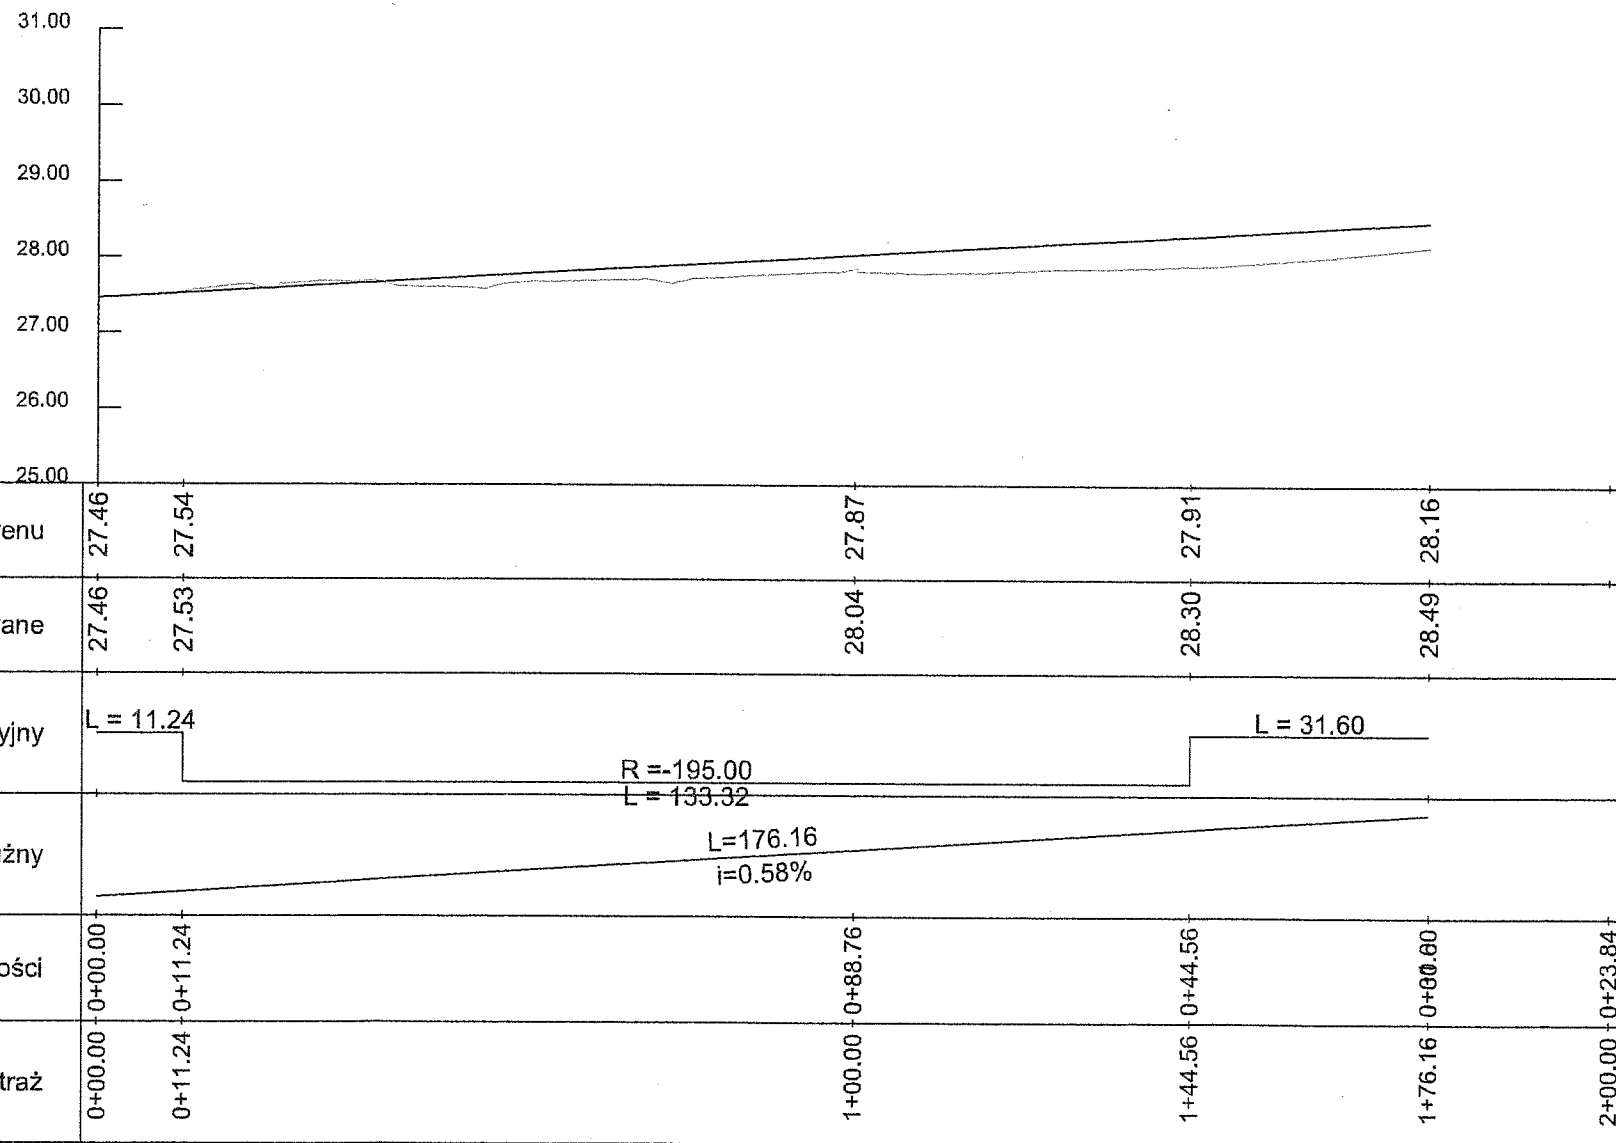 31.00
30.00
29.00
28.00
27.00
26.00
25.00
enu 27.46 27.54 27.87 27.91 28.16
ane 27.46 27.53 28.04 28.30 28.49
yjny L = 11.24 R =-195.00 L = 133.32 L = 31.60
użny L=176.16 i=0.58%
ości 0+00.00 0+11.24 0+88.76 0+44.56 0+23.84
traż 0+00.00 0+11.24 1+00.00 1+44.56 1+76.16 2+00.00